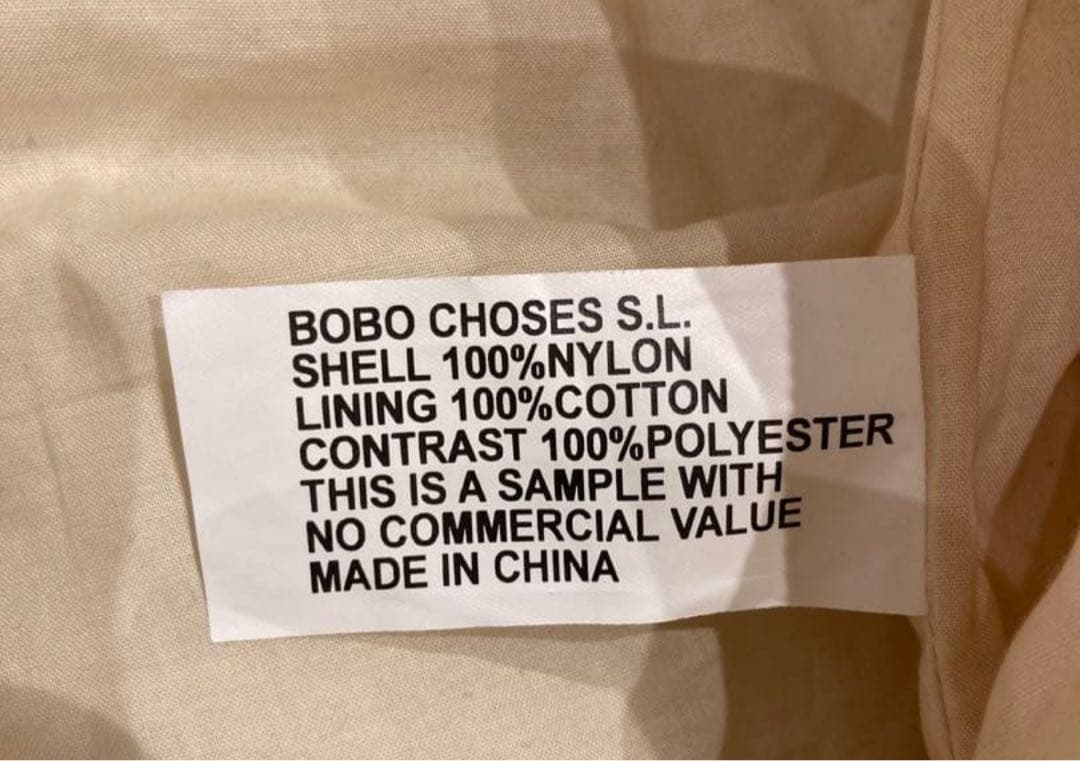 BOBO CHOSES S.L.
SHELL 100%NYLON
LINING 100%COTTON
CONTRAST 100%POLYESTER
THIS IS A SAMPLE WITH
NO COMMERCIAL VALUE
MADE IN CHINA